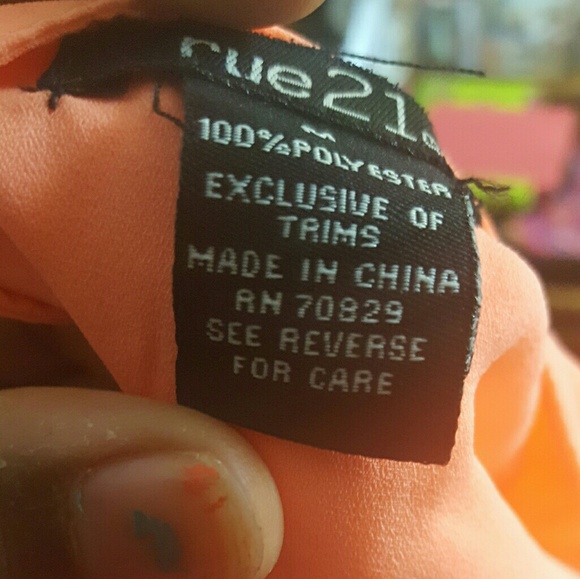 rue21
M
100% POLYESTER
EXCLUSIVE OF
TRIMS
MADE IN CHINA
RN 70829
SEE REVERSE
FOR CARE